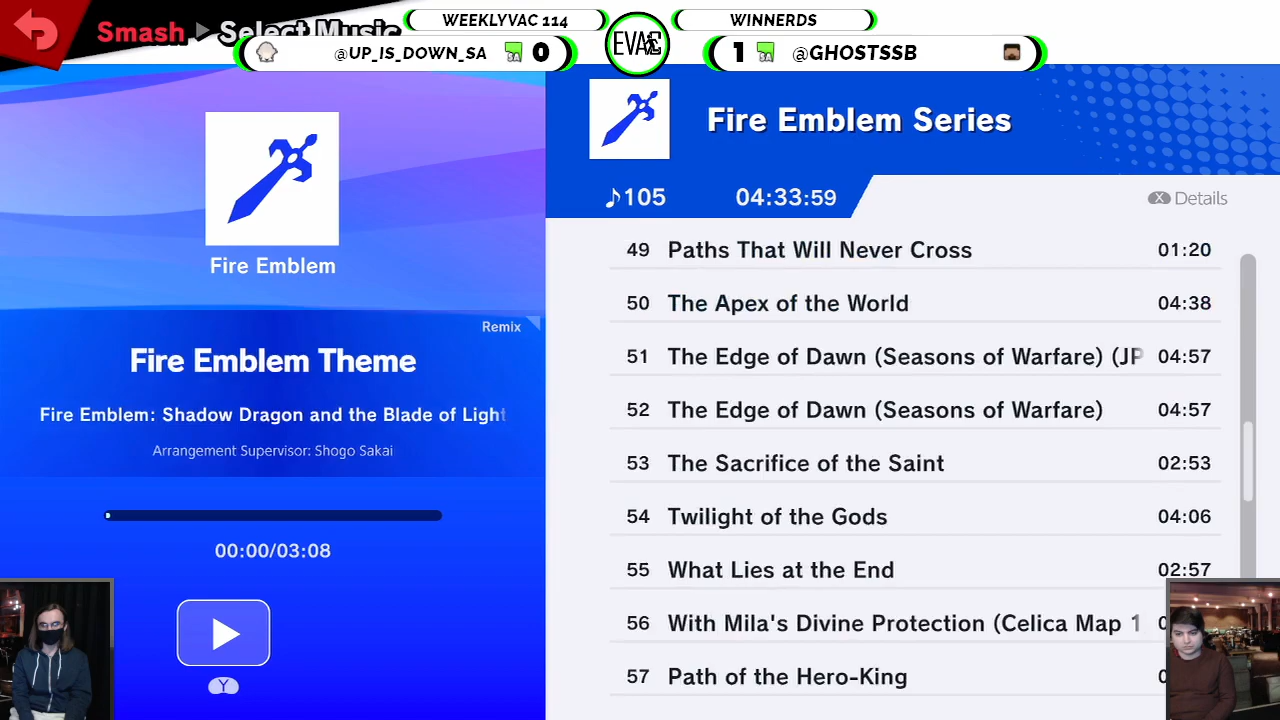 WEEKLYVAC 114
WINNERDS
Smash ▶ Select Music
@UP_IS_DOWN_SA SA 0
EVAC
1 SA @GHOSTSSB
Fire Emblem
Remix
Fire Emblem Theme
Fire Emblem: Shadow Dragon and the Blade of Light
Arrangement Supervisor: Shogo Sakai
00:00/03:08
Y
Fire Emblem Series
♪105 04:33:59
X Details
49 Paths That Will Never Cross 01:20
50 The Apex of the World 04:38
51 The Edge of Dawn (Seasons of Warfare) (JP 04:57
52 The Edge of Dawn (Seasons of Warfare) 04:57
53 The Sacrifice of the Saint 02:53
54 Twilight of the Gods 04:06
55 What Lies at the End 02:57
56 With Mila's Divine Protection (Celica Map 1
57 Path of the Hero-King